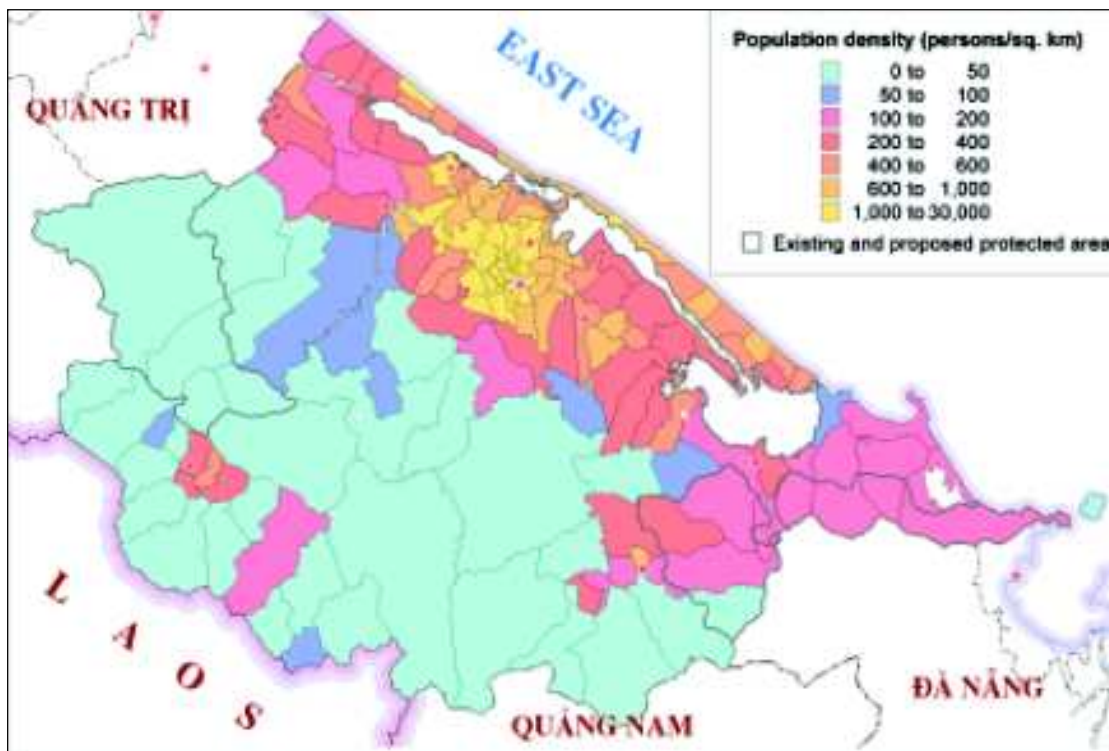 Population density (persons/sq. km)
0 to 50
50 to 100
100 to 200
200 to 400
400 to 600
600 to 1,000
1,000 to 30,000
Existing and proposed protected area
EAST SEA
QUẢNG TRỊ
LAOS
QUẢNG NAM
ĐÀ NẴNG